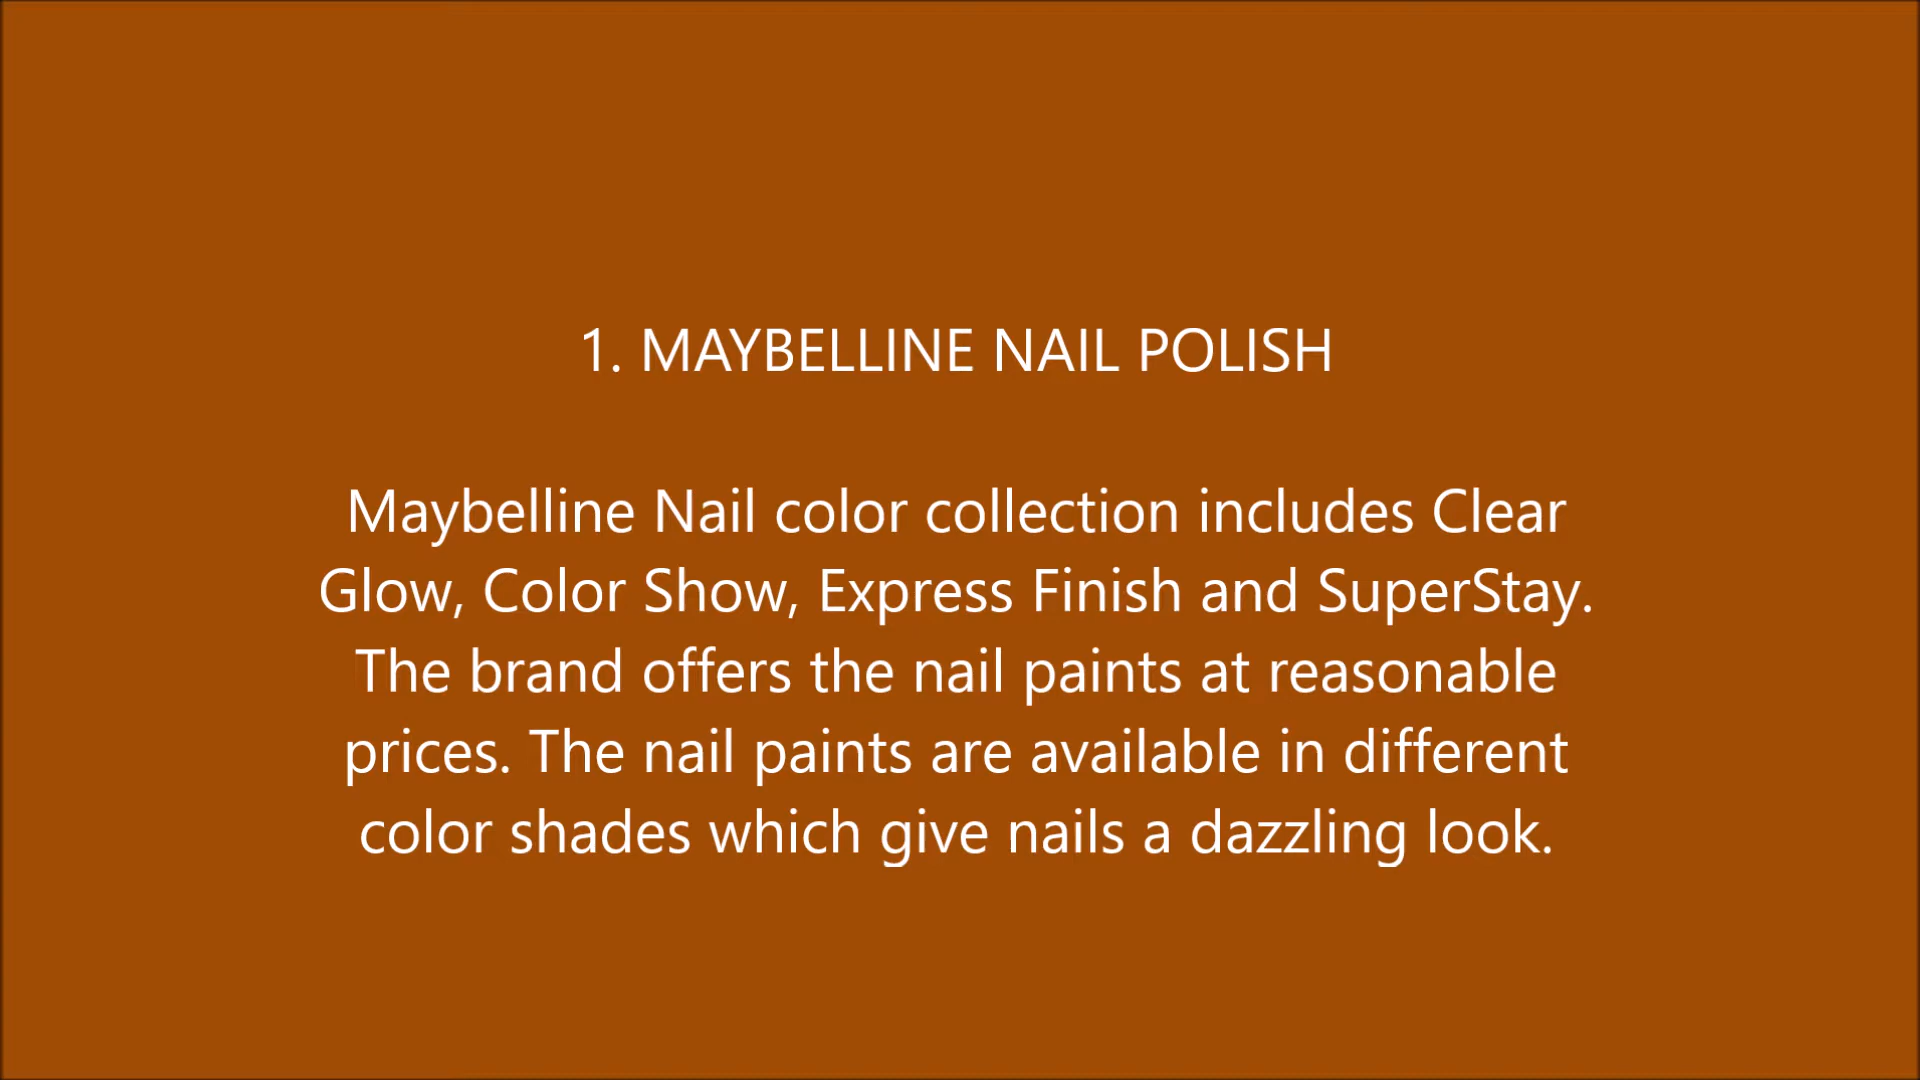 1. MAYBELLINE NAIL POLISH
Maybelline Nail color collection includes Clear
Glow, Color Show, Express Finish and SuperStay.
The brand offers the nail paints at reasonable
prices. The nail paints are available in different
color shades which give nails a dazzling look.